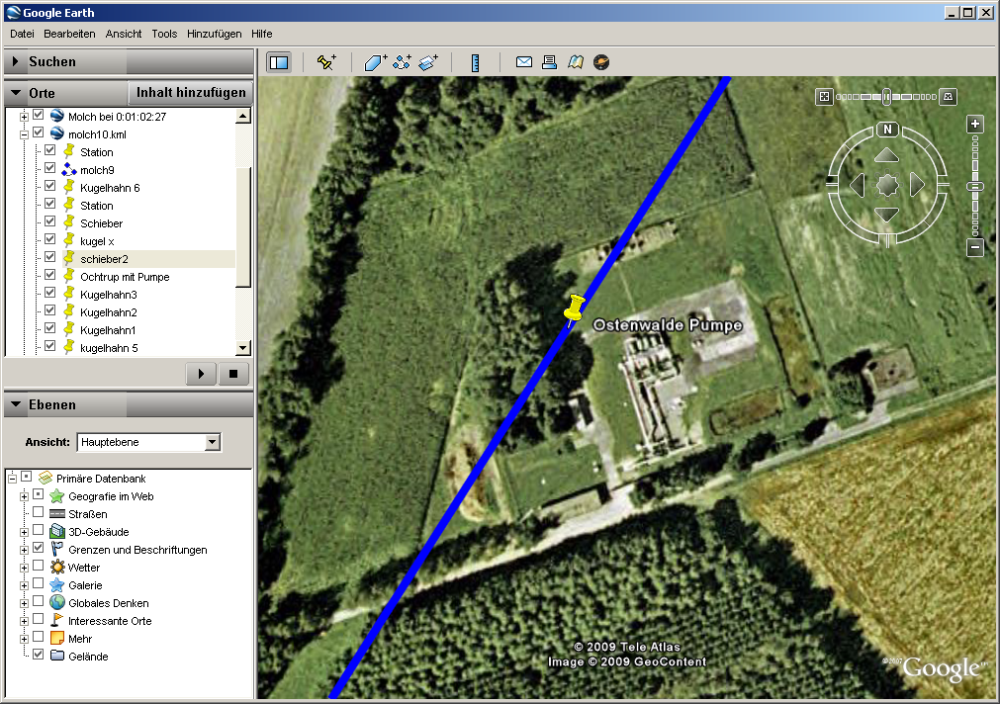 Google Earth
Datei Bearbeiten Ansicht Tools Hinzufügen Hilfe
Suchen
Orte
Inhalt hinzufügen
Molch bei 0:01:02:27
molch10.kml
Station
molch9
Kugelhahn 6
Station
Schieber
kugel x
schieber2
Ochtrup mit Pumpe
Kugelhahn3
Kugelhahn2
Kugelhahn1
kugelhahn 5
Ebenen
Ansicht: Hauptebene
Primäre Datenbank
Geografie im Web
Straßen
3D-Gebäude
Grenzen und Beschriftungen
Wetter
Galerie
Globales Denken
Interessante Orte
Mehr
Gelände
N
Ostenwalde Pumpe
© 2009 Tele Atlas
Image © 2009 GeoContent
© 2007 Google™